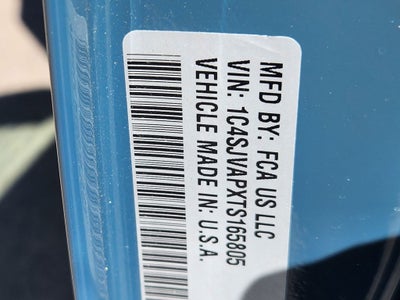 MFD BY: FCA US LLC
VIN: 1C4SJVAPXTS165805
VEHICLE MADE IN: U.S.A.